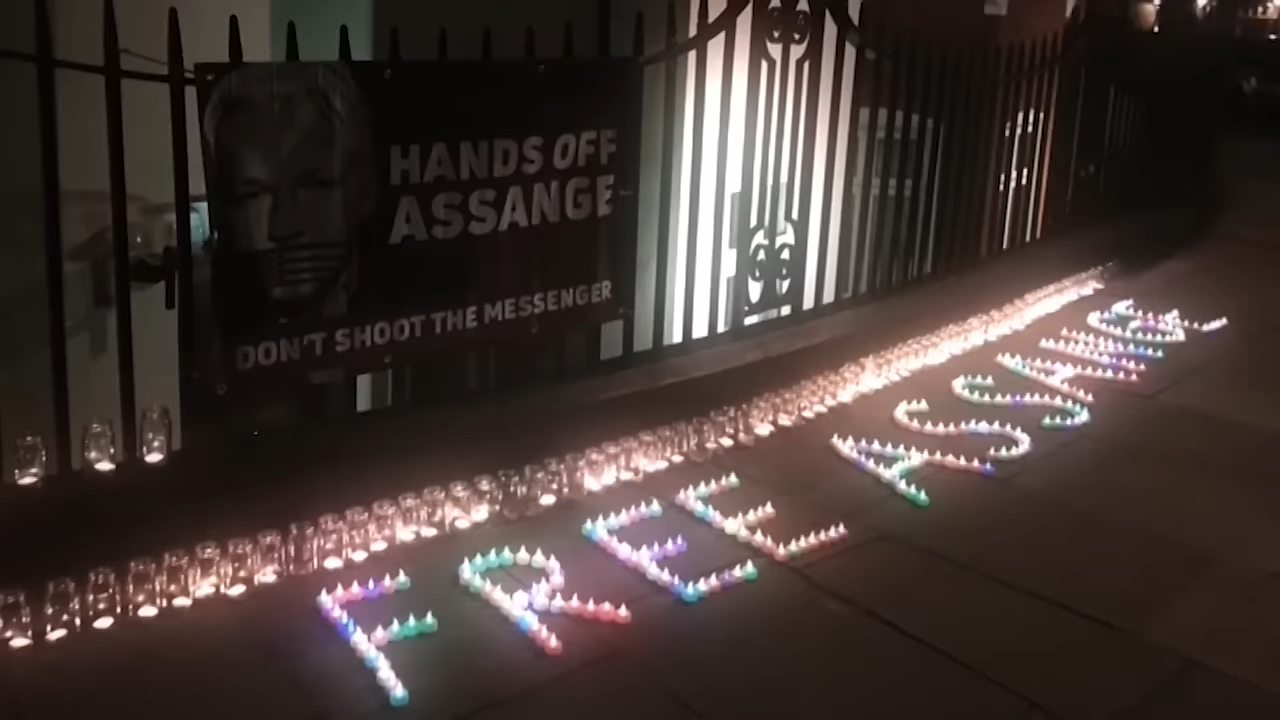 HANDS OFF
ASSANGE
DON'T SHOOT THE MESSENGER
FREE ASSANGE